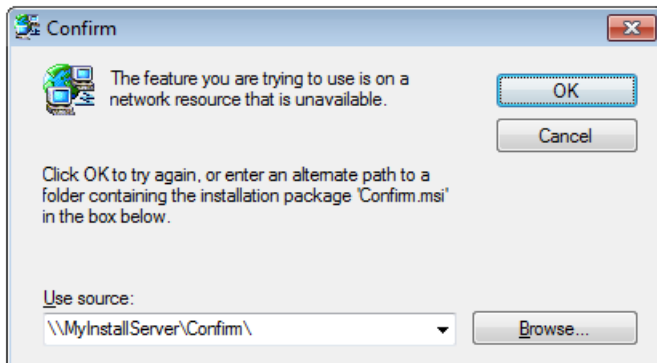 Confirm
The feature you are trying to use is on a
network resource that is unavailable.
OK
Cancel
Click OK to try again, or enter an alternate path to a
folder containing the installation package 'Confirm.msi'
in the box below.
Use source:
\\MyInstallServer\Confirm\
Browse...